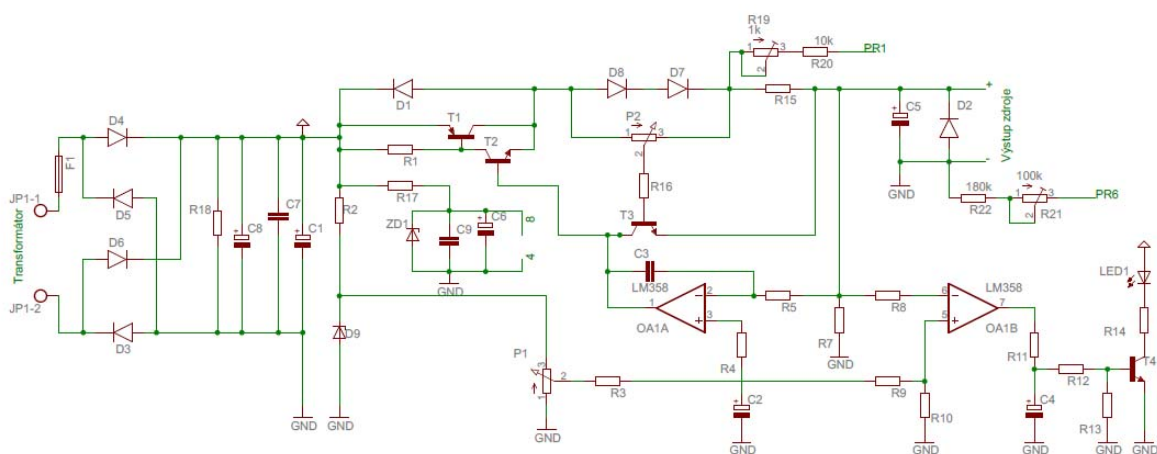 R19
1k
1
3
2
10k
R20
PR1
D8
D7
R15
D1
T1
T2
P2
1
3
2
C5
D2
+
-
Výstup zdroje
D4
F1
R1
R16
GND
180k
R22
100k
1
3
2
R21
PR6
JP1-1
D5
R17
R2
T3
Transformátor
R18
C7
C8
C1
ZD1
C9
C6
8
4
GND
D6
C3
LM358
1
2
3
OA1A
R5
R8
LM358
6
5
7
OA1B
LED1
JP1-2
D3
D9
R7
GND
R14
R11
P1
3
2
1
R4
R3
R9
R12
T4
C2
R10
C4
R13
GND
GND
GND
GND
GND
GND
GND
GND